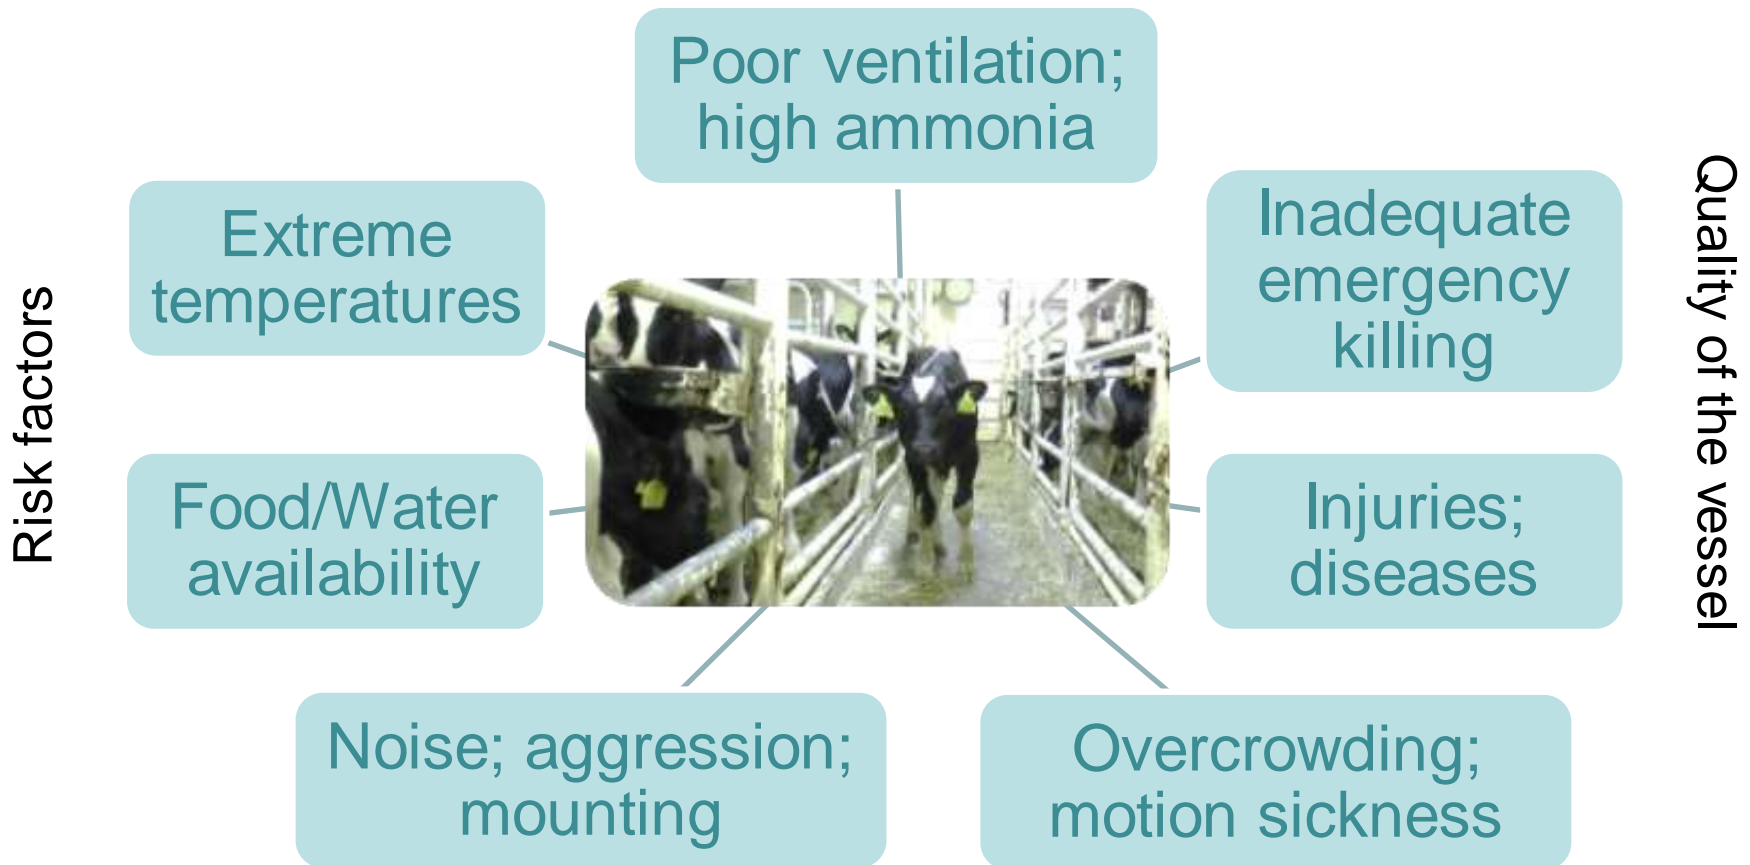 Poor ventilation;
high ammonia
Extreme
temperatures
Inadequate
emergency
killing
Risk factors
Quality of the vessel
Food/Water
availability
Injuries;
diseases
Noise; aggression;
mounting
Overcrowding;
motion sickness